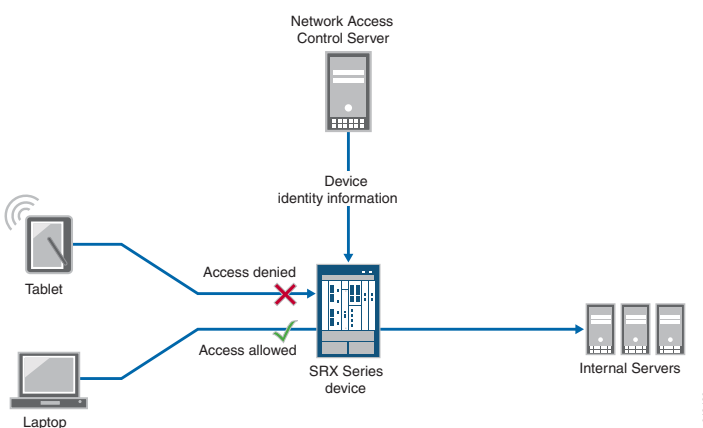 Network Access
Control Server
Device
identity information
Access denied
Tablet
Access allowed
SRX Series
device
Internal Servers
Laptop